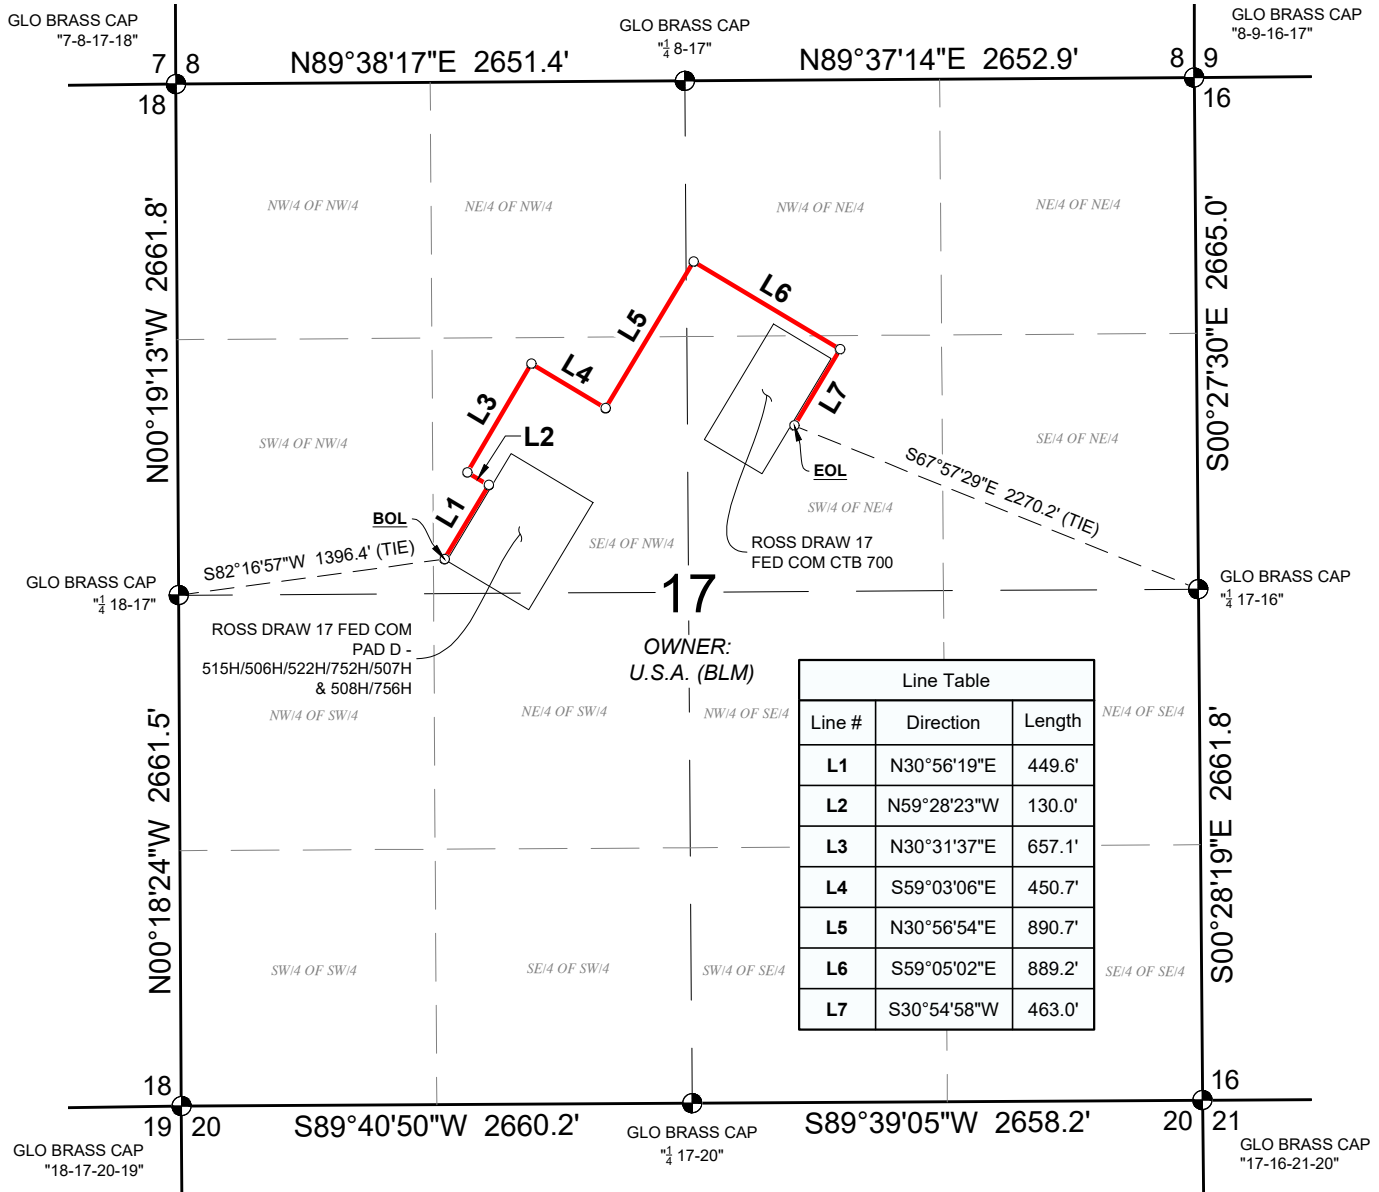 GLO BRASS CAP
"7-8-17-18"
GLO BRASS CAP
"1/4 8-17"
GLO BRASS CAP
"8-9-16-17"
7 8
N89°38'17"E 2651.4'
N89°37'14"E 2652.9'
8 9
18
16
N00°19'13"W 2661.8'
S00°27'30"E 2665.0'
NW/4 OF NW/4
NE/4 OF NW/4
NW/4 OF NE/4
NE/4 OF NE/4
L6
L5
L4
L3
L7
L2
SW/4 OF NW/4
SE/4 OF NE/4
S67°57'29"E 2270.2' (TIE)
EOL
L1
SW/4 OF NE/4
BOL
SE/4 OF NW/4
ROSS DRAW 17
FED COM CTB 700
S82°16'57"W 1396.4' (TIE)
GLO BRASS CAP
"1/4 18-17"
17
GLO BRASS CAP
"1/4 17-16"
ROSS DRAW 17 FED COM
PAD D -
515H/506H/522H/752H/507H
& 508H/756H
OWNER:
U.S.A. (BLM)
N00°18'24"W 2661.5'
S00°28'19"E 2661.8'
NW/4 OF SW/4
NE/4 OF SW/4
NW/4 OF SE/4
NE/4 OF SE/4
Line Table
Line # Direction Length
L1 N30°56'19"E 449.6'
L2 N59°28'23"W 130.0'
L3 N30°31'37"E 657.1'
L4 S59°03'06"E 450.7'
L5 N30°56'54"E 890.7'
L6 S59°05'02"E 889.2'
L7 S30°54'58"W 463.0'
SW/4 OF SW/4
SE/4 OF SW/4
SW/4 OF SE/4
SE/4 OF SE/4
18
16
19 20
S89°40'50"W 2660.2'
S89°39'05"W 2658.2'
20 21
GLO BRASS CAP
"18-17-20-19"
GLO BRASS CAP
"1/4 17-20"
GLO BRASS CAP
"17-16-21-20"